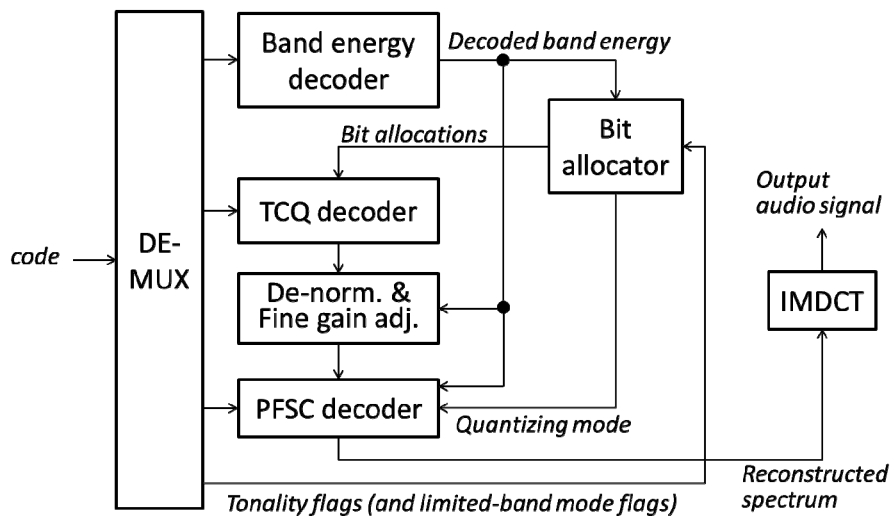 Band energy
decoder
Decoded band energy
Bit allocations
Bit
allocator
Output
audio signal
TCQ decoder
code
DE-
MUX
De-norm. &
Fine gain adj.
IMDCT
PFSC decoder
Quantizing mode
Reconstructed
spectrum
Tonality flags (and limited-band mode flags)